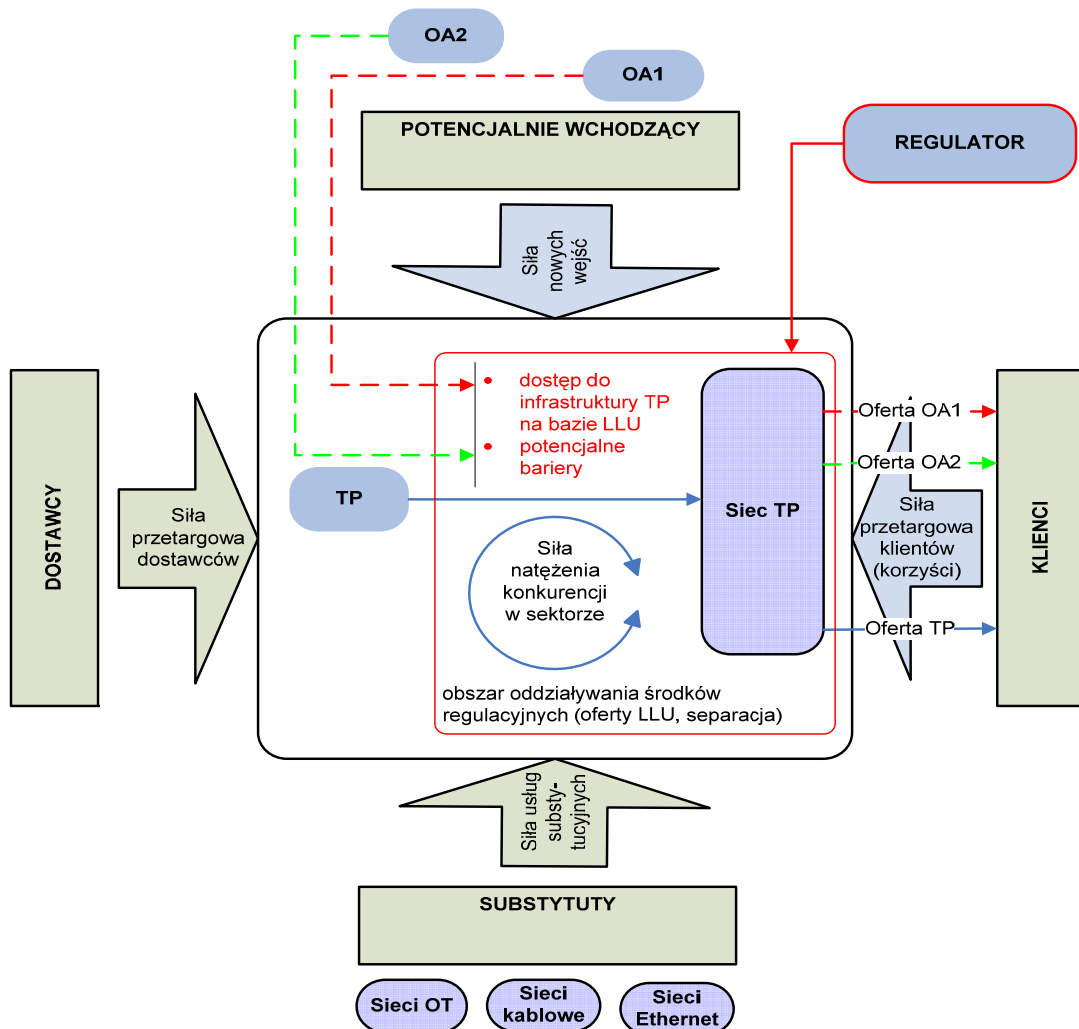 OA2
OA1
POTENCJALNIE WCHODZĄCY
REGULATOR
Siła
nowych
wejść
• dostęp do
infrastruktury TP
na bazie LLU
• potencjalne
bariery
Oferta OA1
Oferta OA2
DOSTAWCY
Siła
przetargowa
dostawców
TP
Siec TP
Siła
przetargowa
klientów
(korzyści)
KLIENCI
Siła
natężenia
konkurencji
w sektorze
Oferta TP
obszar oddziaływania środków
regulacyjnych (oferty LLU, separacja)
Siła usług
substy-
tucyjnych
SUBSTYTUTY
Sieci OT
Sieci
kablowe
Sieci
Ethernet